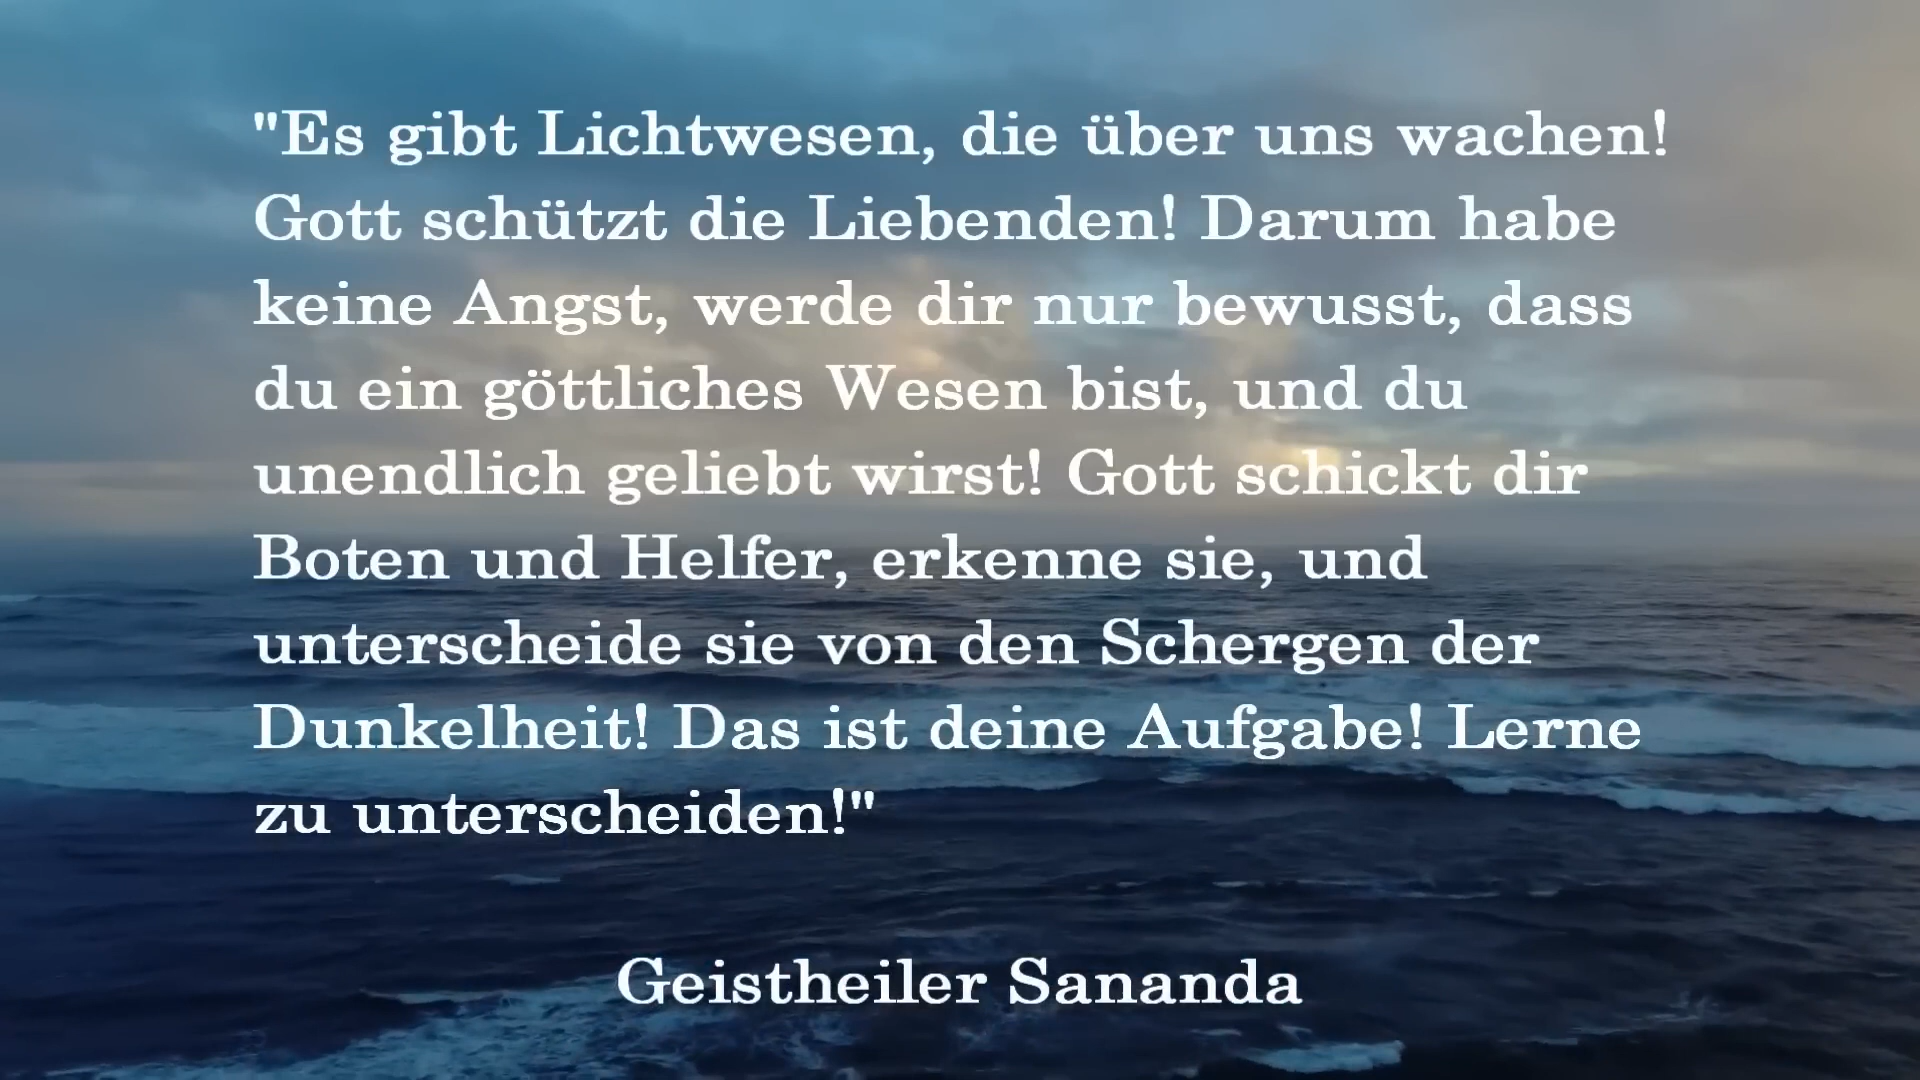 "Es gibt Lichtwesen, die über uns wachen!
Gott schützt die Liebenden! Darum habe
keine Angst, werde dir nur bewusst, dass
du ein göttliches Wesen bist, und du
unendlich geliebt wirst! Gott schickt dir
Boten und Helfer, erkenne sie, und
unterscheide sie von den Schergen der
Dunkelheit! Das ist deine Aufgabe! Lerne
zu unterscheiden!"
Geistheiler Sananda